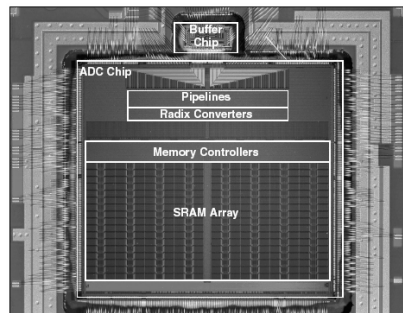 Buffer
Chip
ADC Chip
Pipelines
Radix Converters
Memory Controllers
SRAM Array